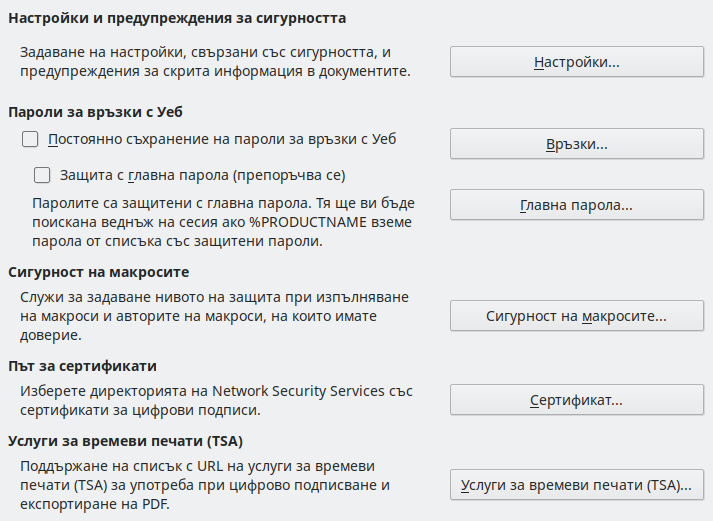 Настройки и предупреждения за сигурността
Задаване на настройки, свързани със сигурността, и
предупреждения за скрита информация в документите.
Настройки...
Пароли за връзки с Уеб
Постоянно съхранение на пароли за връзки с Уеб
Връзки...
Защита с главна парола (препоръчва се)
Паролите са защитени с главна парола. Тя ще ви бъде
поискана веднъж на сесия ако %PRODUCTNAME вземе
парола от списъка със защитени пароли.
Главна парола...
Сигурност на макросите
Служи за задаване нивото на защита при изпълняване
на макроси и авторите на макроси, на които имате
доверие.
Сигурност на макросите...
Път за сертификати
Изберете директорията на Network Security Services със
сертификати за цифрови подписи.
Сертификат...
Услуги за времеви печати (TSA)
Поддържане на списък с URL на услуги за времеви
печати (TSA) за употреба при цифрово подписване и
експортиране на PDF.
Услуги за времеви печати (TSA)...